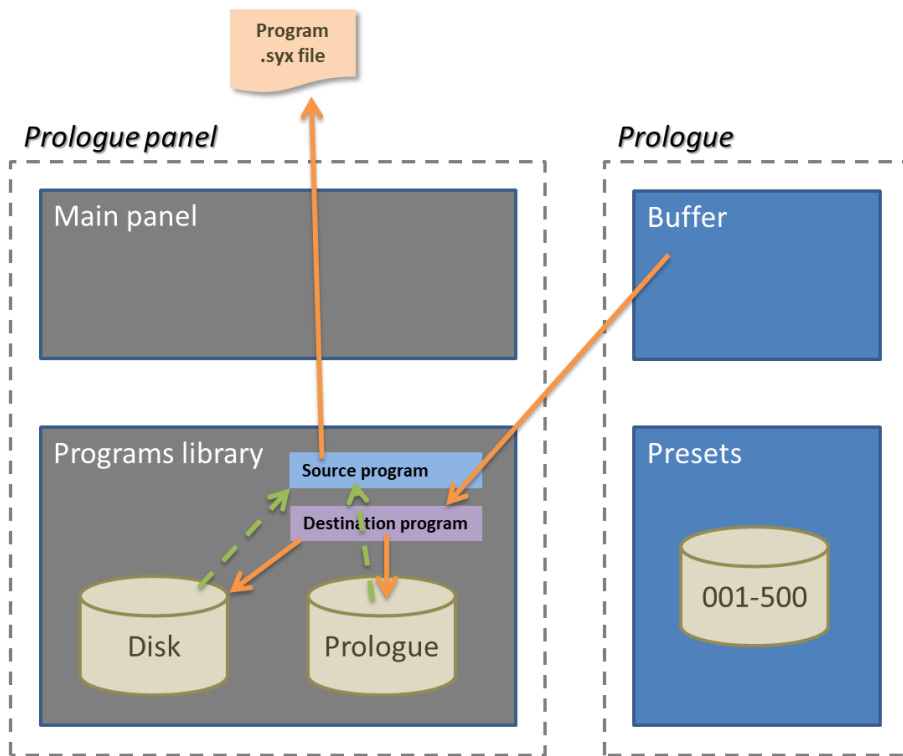 Program
.syx file
Prologue panel
Prologue
Main panel
Buffer
Programs library
Source program
Destination program
Disk
Prologue
Presets
001-500